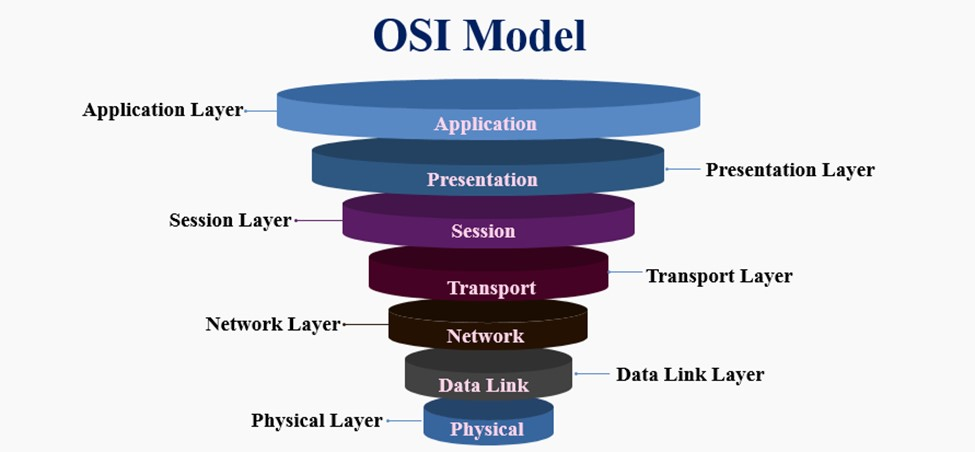 OSI Model
Application Layer
Application
Presentation Layer
Presentation
Session Layer
Session
Transport Layer
Transport
Network Layer
Network
Data Link Layer
Data Link
Physical Layer
Physical